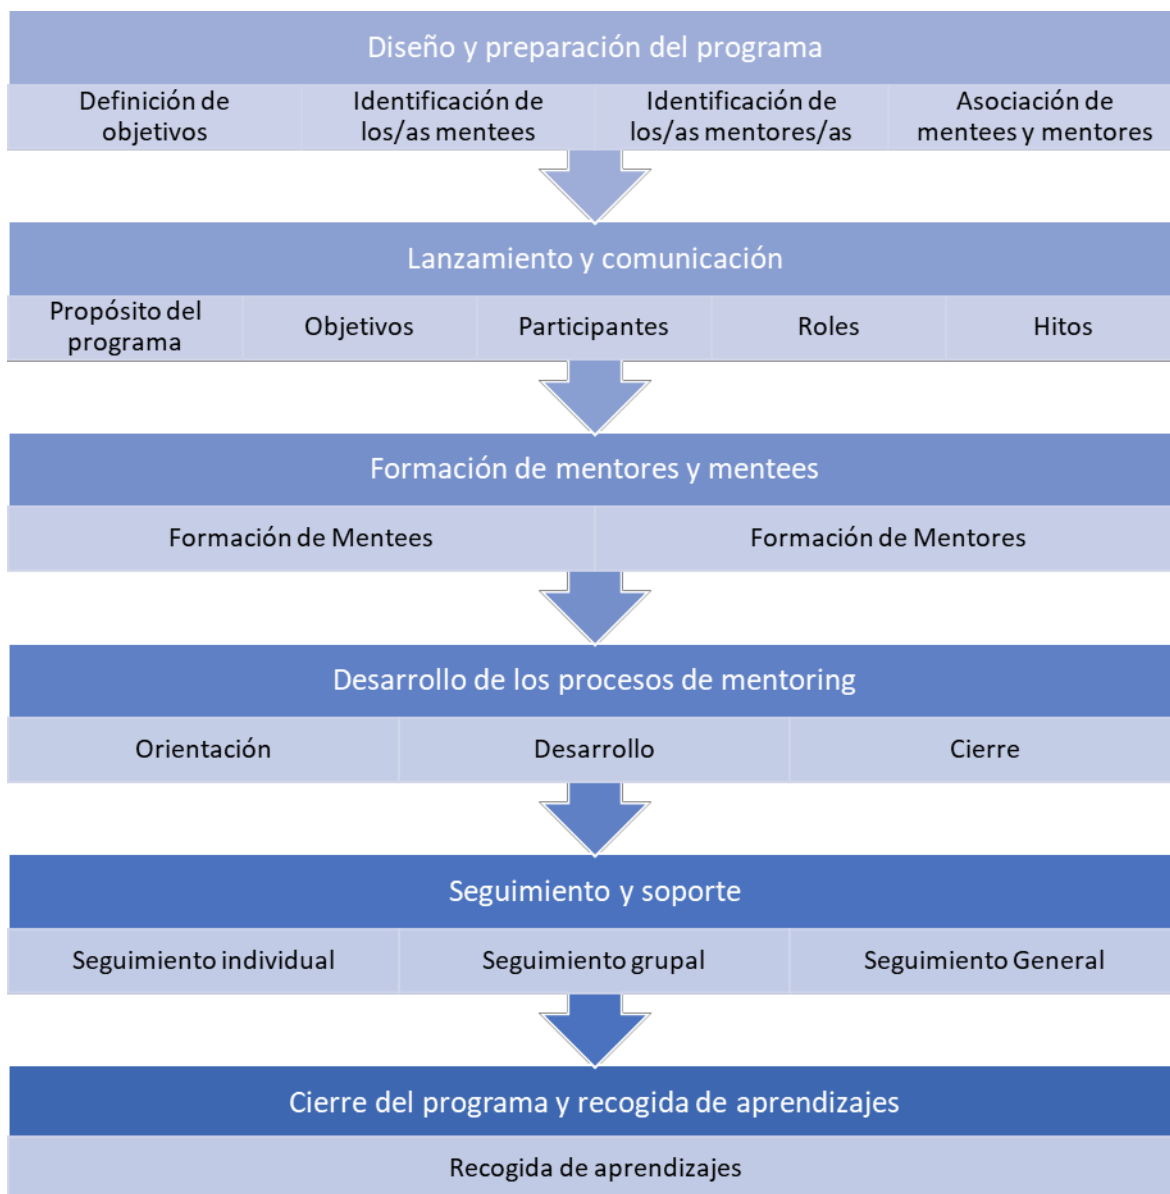 Diseño y preparación del programa
Definición de
objetivos
Identificación de
los/as mentees
Identificación de
los/as mentores/as
Asociación de
mentees y mentores
Lanzamiento y comunicación
Propósito del
programa
Objetivos
Participantes
Roles
Hitos
Formación de mentores y mentees
Formación de Mentees
Formación de Mentores
Desarrollo de los procesos de mentoring
Orientación
Desarrollo
Cierre
Seguimiento y soporte
Seguimiento individual
Seguimiento grupal
Seguimiento General
Cierre del programa y recogida de aprendizajes
Recogida de aprendizajes